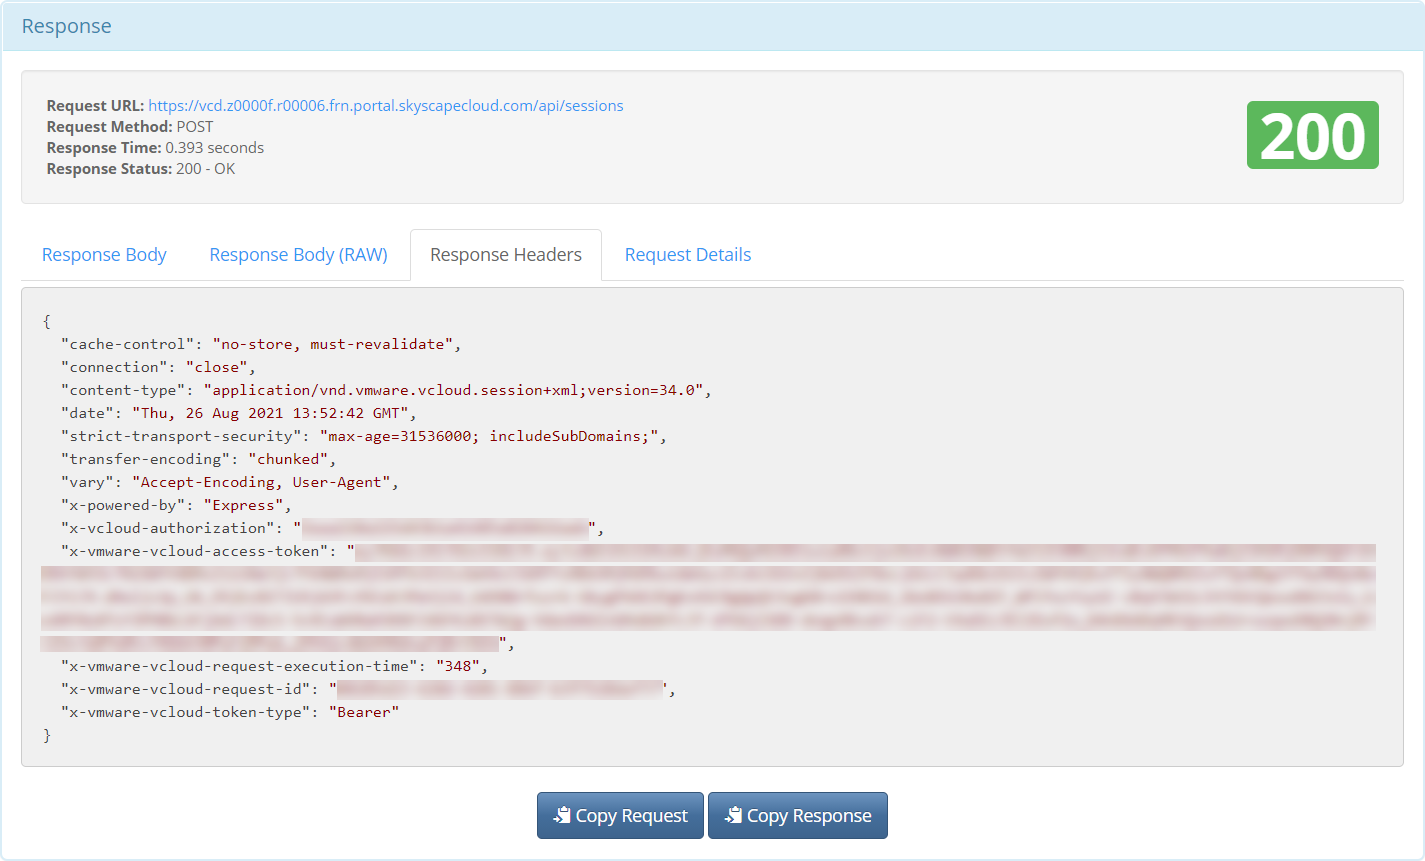 Response
Request URL: https://vcd.z0000f.r00006.frn.portal.skyscapecloud.com/api/sessions
Request Method: POST
Response Time: 0.393 seconds
Response Status: 200 - OK
200
Response Body
Response Body (RAW)
Response Headers
Request Details
{
"cache-control": "no-store, must-revalidate",
"connection": "close",
"content-type": "application/vnd.vmware.vcloud.session+xml;version=34.0",
"date": "Thu, 26 Aug 2021 13:52:42 GMT",
"strict-transport-security": "max-age=31536000; includeSubDomains;",
"transfer-encoding": "chunked",
"vary": "Accept-Encoding, User-Agent",
"x-powered-by": "Express",
"x-vcloud-authorization": "",
"x-vmware-vcloud-access-token": "
",
"x-vmware-vcloud-request-execution-time": "348",
"x-vmware-vcloud-request-id": "",
"x-vmware-vcloud-token-type": "Bearer"
}
Copy Request
Copy Response